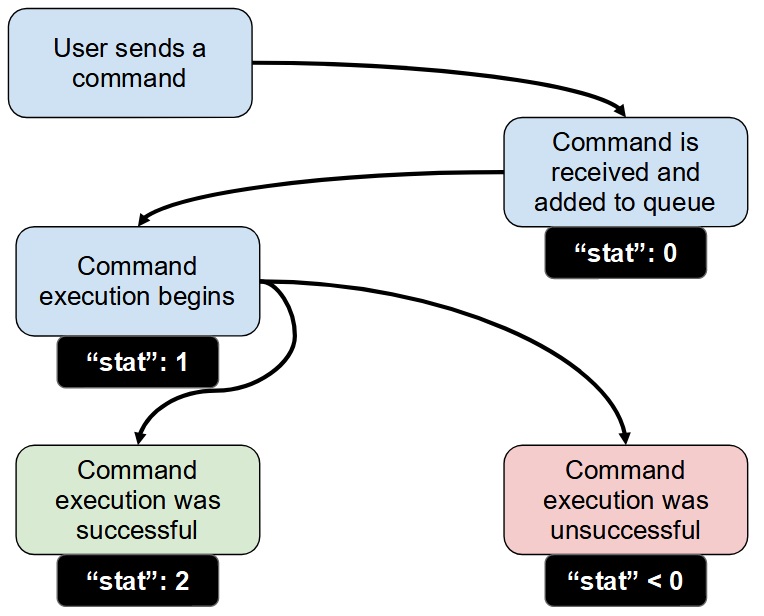 User sends a
command
Command is
received and
added to queue
“stat”: 0
Command
execution begins
“stat”: 1
Command
execution was
successful
“stat”: 2
Command
execution was
unsuccessful
“stat” < 0